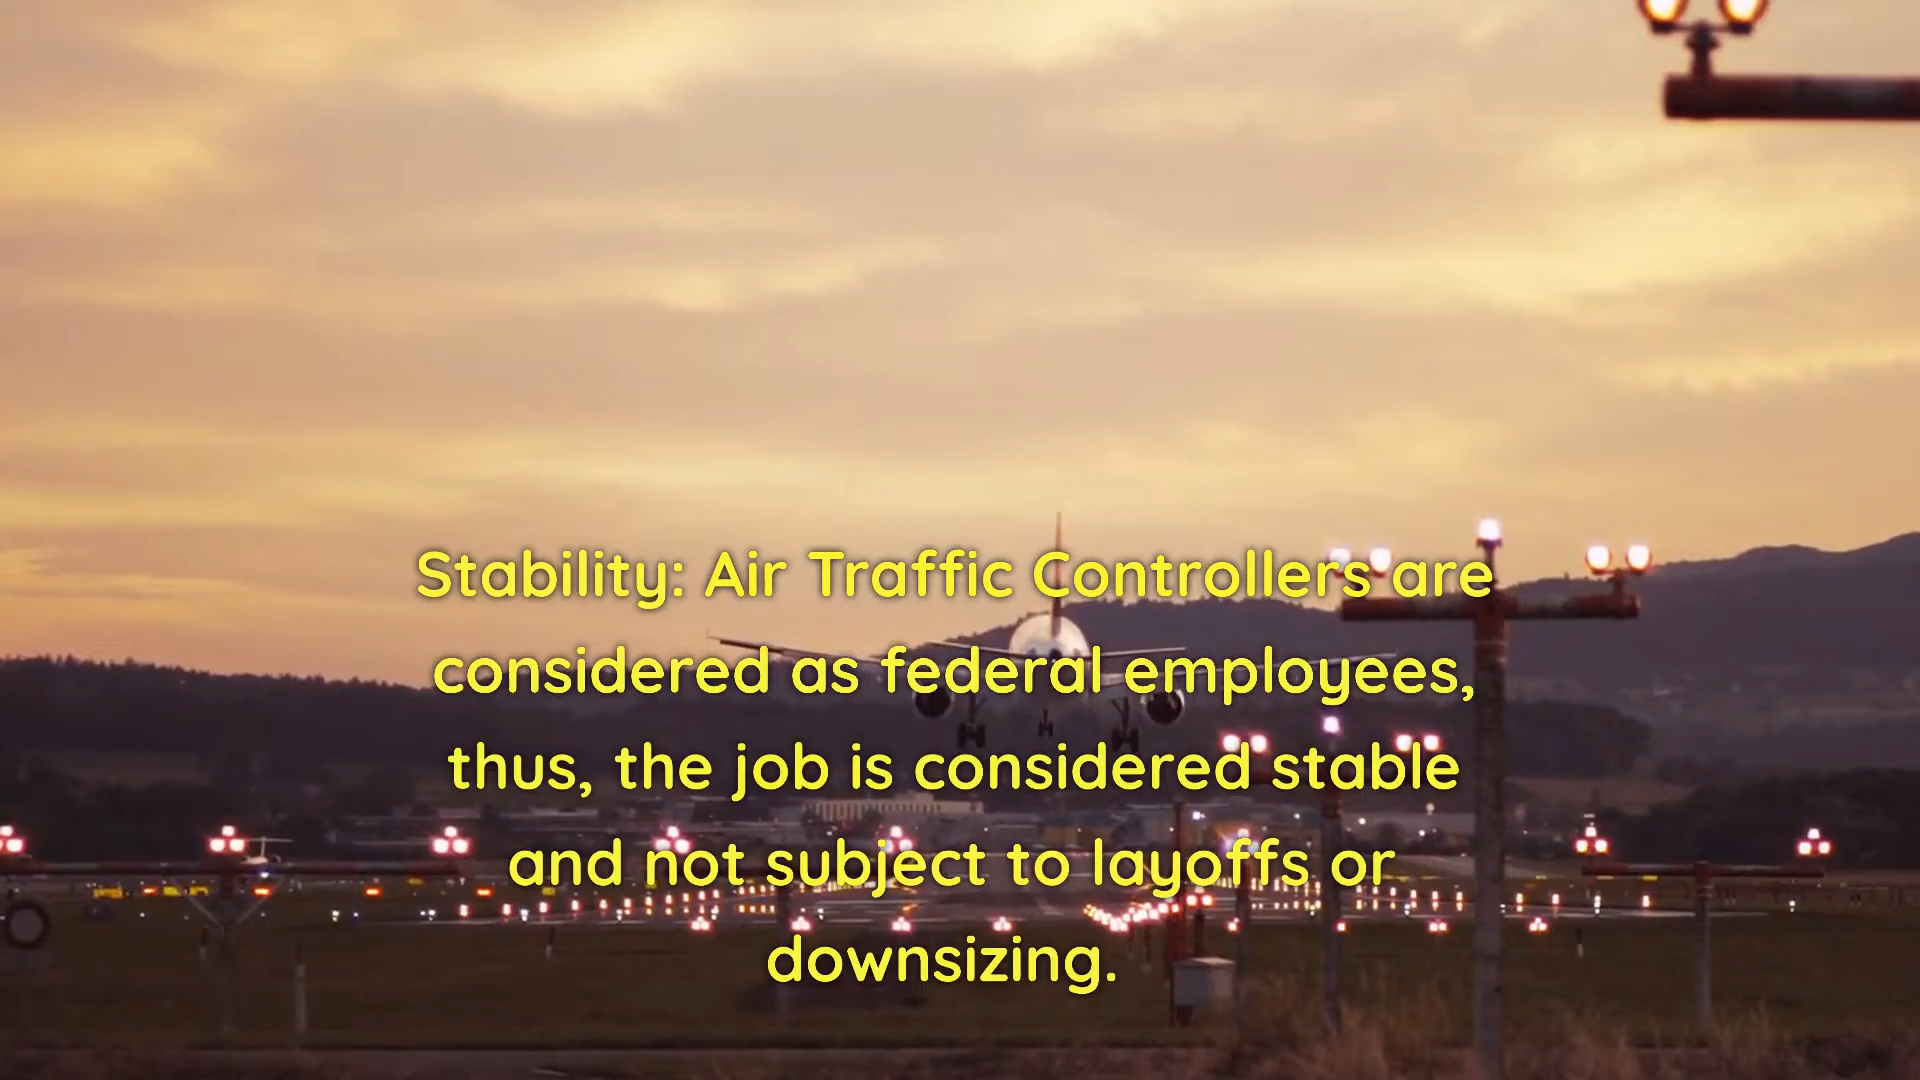 Stability: Air Traffic Controllers are
considered as federal employees,
thus, the job is considered stable
and not subject to layoffs or
downsizing.